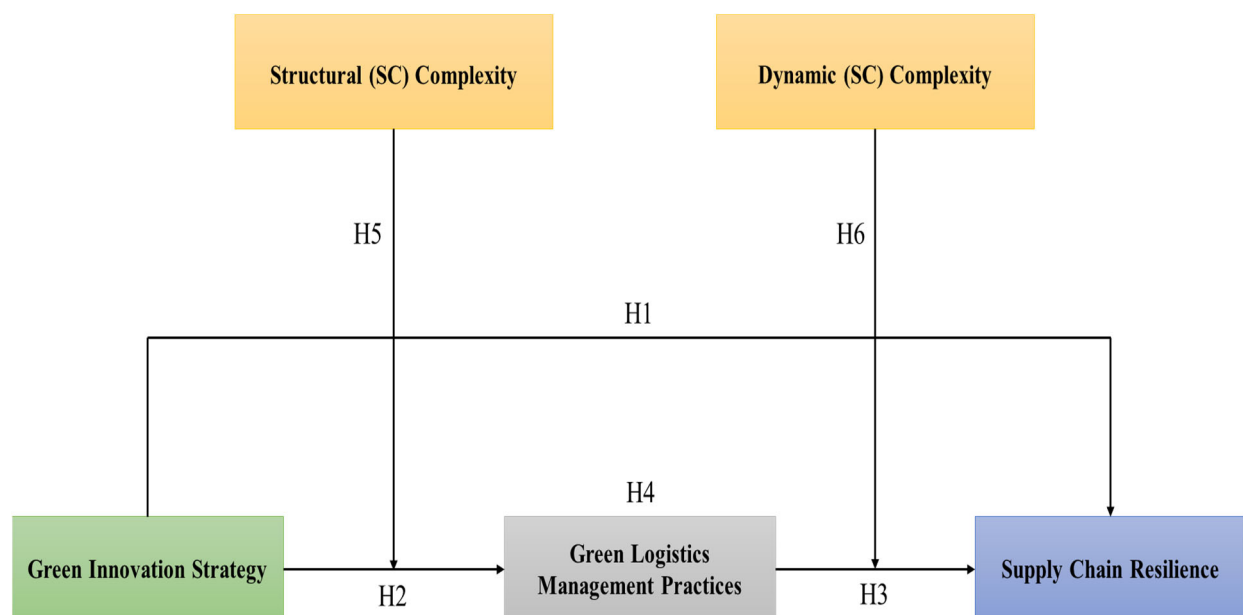 Structural (SC) Complexity
Dynamic (SC) Complexity
H5
H6
H1
H4
Green Innovation Strategy
Green Logistics
Management Practices
Supply Chain Resilience
H2
H3